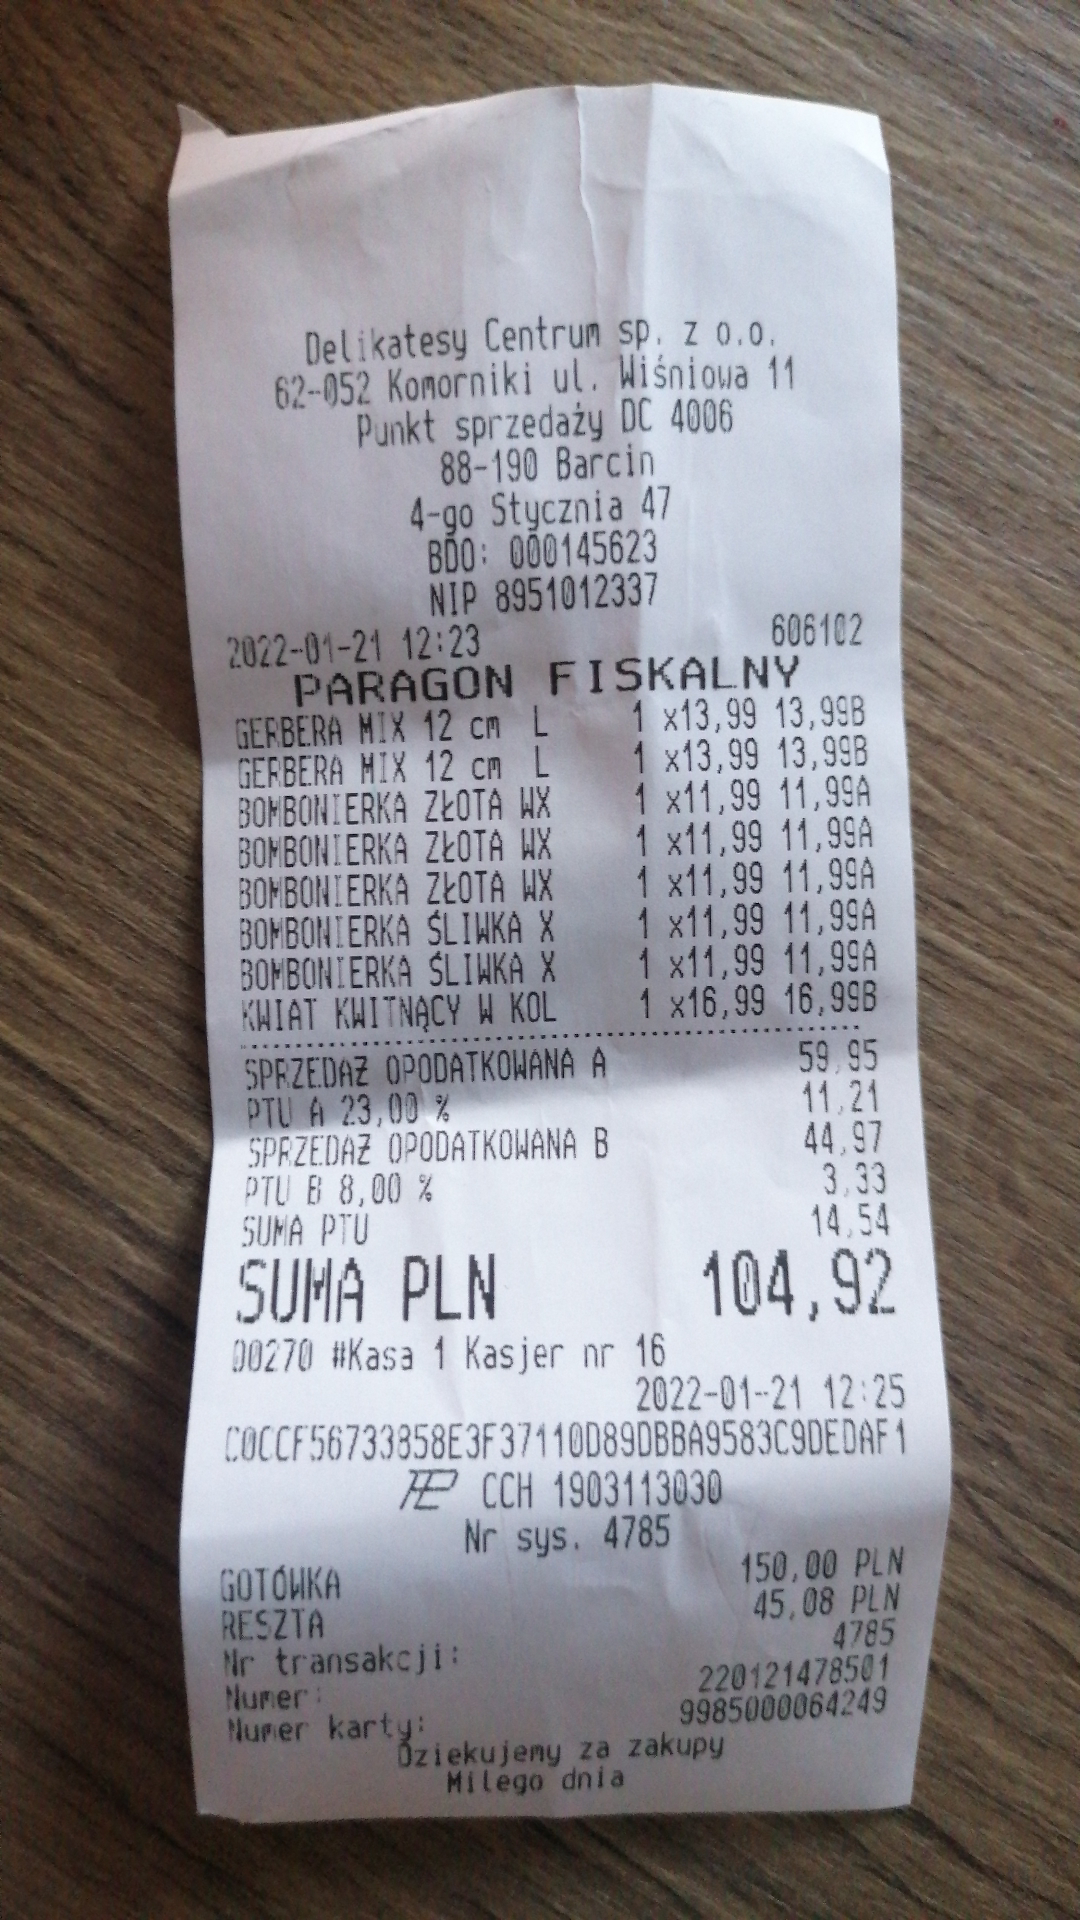 Delikatesy Centrum sp. z o.o.
62-052 Komorniki ul. Wiśniowa 11
Punkt sprzedaży DC 4006
88-190 Barcin
4-go Stycznia 47
BDO: 000145623
NIP 8951012337
2022-01-21 12:23 606102
PARAGON FISKALNY
GERBERA MIX 12 cm L 1 x13,99 13,99B
GERBERA MIX 12 cm L 1 x13,99 13,99B
BOMBONIERKA ZŁOTA WX 1 x11,99 11,99A
BOMBONIERKA ZŁOTA WX 1 x11,99 11,99A
BOMBONIERKA ZŁOTA WX 1 x11,99 11,99A
BOMBONIERKA ŚLIWKA X 1 x11,99 11,99A
BOMBONIERKA ŚLIWKA X 1 x11,99 11,99A
KWIAT KWITNĄCY W KOL 1 x16,99 16,99B
SPRZEDAŻ OPODATKOWANA A 59,95
PTU A 23,00 % 11,21
SPRZEDAŻ OPODATKOWANA B 44,97
PTU B 8,00 % 3,33
SUMA PTU 14,54
SUMA PLN 104,92
00270 #Kasa 1 Kasjer nr 16
2022-01-21 12:25
C0CCF56733858E3F37110D89DBBA9583C9DEDAF1
CCH 1903113030
Nr sys. 4785
GOTÓWKA 150,00 PLN
RESZTA 45,08 PLN
Nr transakcji: 4785
Numer: 220121478501
Numer karty: 9985000064249
Dziekujemy za zakupy
Milego dnia